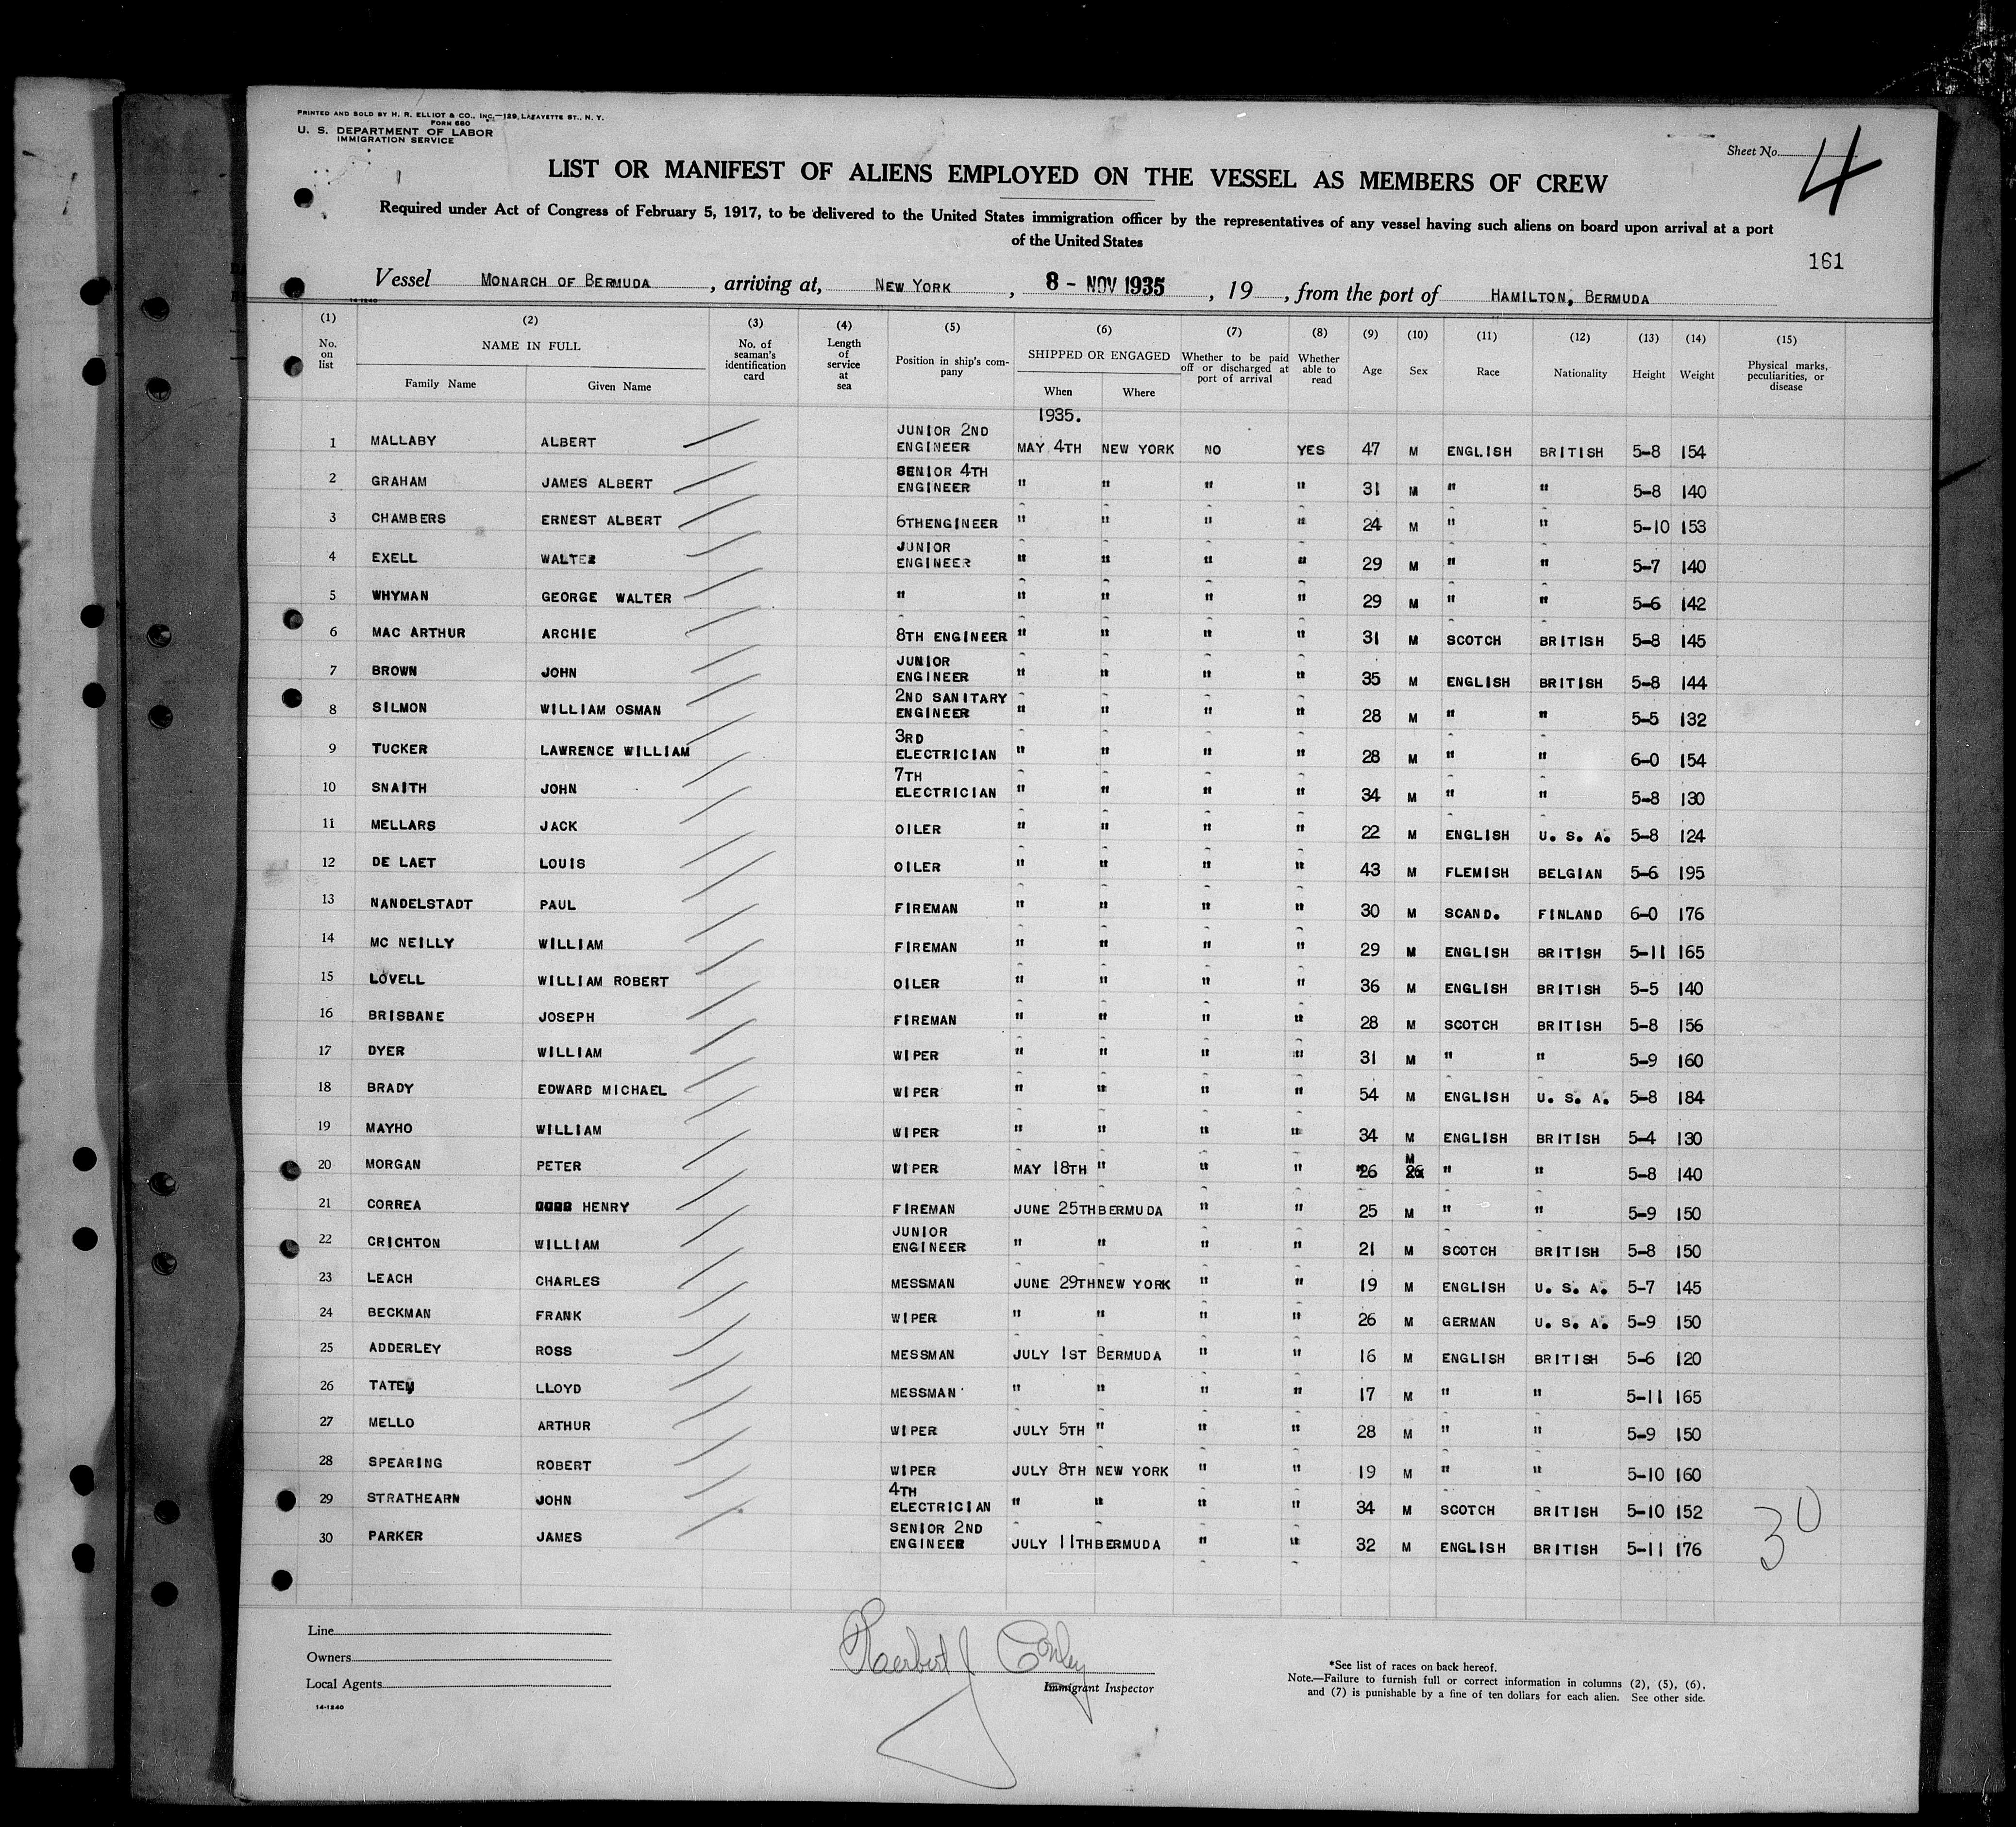 PRINTED AND SOLD BY H. R. ELLIOT & CO., INC.—129, LAFAYETTE ST., N. Y.
FORM 680
U. S. DEPARTMENT OF LABOR
IMMIGRATION SERVICE
Sheet No.
4
LIST OR MANIFEST OF ALIENS EMPLOYED ON THE VESSEL AS MEMBERS OF CREW
Required under Act of Congress of February 5, 1917, to be delivered to the United States immigration officer by the representatives of any vessel having such aliens on board upon arrival at a port
of the United States
161
Vessel MONARCH OF BERMUDA, arriving at, NEW YORK, 8 - NOV 1935, 19, from the port of HAMILTON, BERMUDA
14-1240
(1) (2) (3) (4) (5) (6) (7) (8) (9) (10) (11) (12) (13) (14) (15)
No. on list NAME IN FULL Family Name Given Name No. of seaman's identification card Length of service at sea Position in ship's company SHIPPED OR ENGAGED When Where Whether to be paid off or discharged at port of arrival Whether able to read Age Sex Race Nationality Height Weight Physical marks, peculiarities, or disease
1935.
1 MALLABY ALBERT JUNIOR 2ND ENGINEER MAY 4TH NEW YORK NO YES 47 M ENGLISH BRITISH 5-8 154
2 GRAHAM JAMES ALBERT SENIOR 4TH ENGINEER " " " " 31 M " " 5-8 140
3 CHAMBERS ERNEST ALBERT 6THENGINEER " " " " 24 M " " 5-10 153
4 EXELL WALTER JUNIOR ENGINEER " " " " 29 M " " 5-7 140
5 WHYMAN GEORGE WALTER " " " " " 29 M " " 5-6 142
6 MAC ARTHUR ARCHIE 8TH ENGINEER " " " " 31 M SCOTCH BRITISH 5-8 145
7 BROWN JOHN JUNIOR ENGINEER " " " " 35 M ENGLISH BRITISH 5-8 144
8 SILMON WILLIAM OSMAN 2ND SANITARY ENGINEER " " " " 28 M " " 5-5 132
9 TUCKER LAWRENCE WILLIAM 3RD ELECTRICIAN " " " " 28 M " " 6-0 154
10 SNAITH JOHN 7TH ELECTRICIAN " " " " 34 M " " 5-8 130
11 MELLARS JACK OILER " " " " 22 M ENGLISH U. S. A. 5-8 124
12 DE LAET LOUIS OILER " " " " 43 M FLEMISH BELGIAN 5-6 195
13 NANDELSTADT PAUL FIREMAN " " " " 30 M SCAND. FINLAND 6-0 176
14 MC NEILLY WILLIAM FIREMAN " " " " 29 M ENGLISH BRITISH 5-11 165
15 LOVELL WILLIAM ROBERT OILER " " " " 36 M ENGLISH BRITISH 5-5 140
16 BRISBANE JOSEPH FIREMAN " " " " 28 M SCOTCH BRITISH 5-8 156
17 DYER WILLIAM WIPER " " " " 31 M " " 5-9 160
18 BRADY EDWARD MICHAEL WIPER " " " " 54 M ENGLISH U. S. A. 5-8 184
19 MAYHO WILLIAM WIPER " " " " 34 M ENGLISH BRITISH 5-4 130
20 MORGAN PETER WIPER MAY 18TH " " " 26 M " " 5-8 140
21 CORREA HENRY FIREMAN JUNE 25TH BERMUDA " " 25 M " " 5-9 150
22 CRICHTON WILLIAM JUNIOR ENGINEER " " " " 21 M SCOTCH BRITISH 5-8 150
23 LEACH CHARLES MESSMAN JUNE 29TH NEW YORK " " 19 M ENGLISH U. S. A. 5-7 145
24 BECKMAN FRANK WIPER " " " " 26 M GERMAN U. S. A. 5-9 150
25 ADDERLEY ROSS MESSMAN JULY 1ST BERMUDA " " 16 M ENGLISH BRITISH 5-6 120
26 TATEM LLOYD MESSMAN " " " " 17 M " " 5-11 165
27 MELLO ARTHUR WIPER JULY 5TH " " " 28 M " " 5-9 150
28 SPEARING ROBERT WIPER JULY 8TH NEW YORK " " 19 M " " 5-10 160
29 STRATHEARN JOHN 4TH ELECTRICIAN " " " " 34 M SCOTCH BRITISH 5-10 152
30 PARKER JAMES SENIOR 2ND ENGINEER JULY 11TH BERMUDA " " 32 M ENGLISH BRITISH 5-11 176
30
Line
Owners
Local Agents
14-1240
Herbert J Conley
Immigrant Inspector
*See list of races on back hereof.
Note.—Failure to furnish full or correct information in columns (2), (5), (6),
and (7) is punishable by a fine of ten dollars for each alien. See other side.